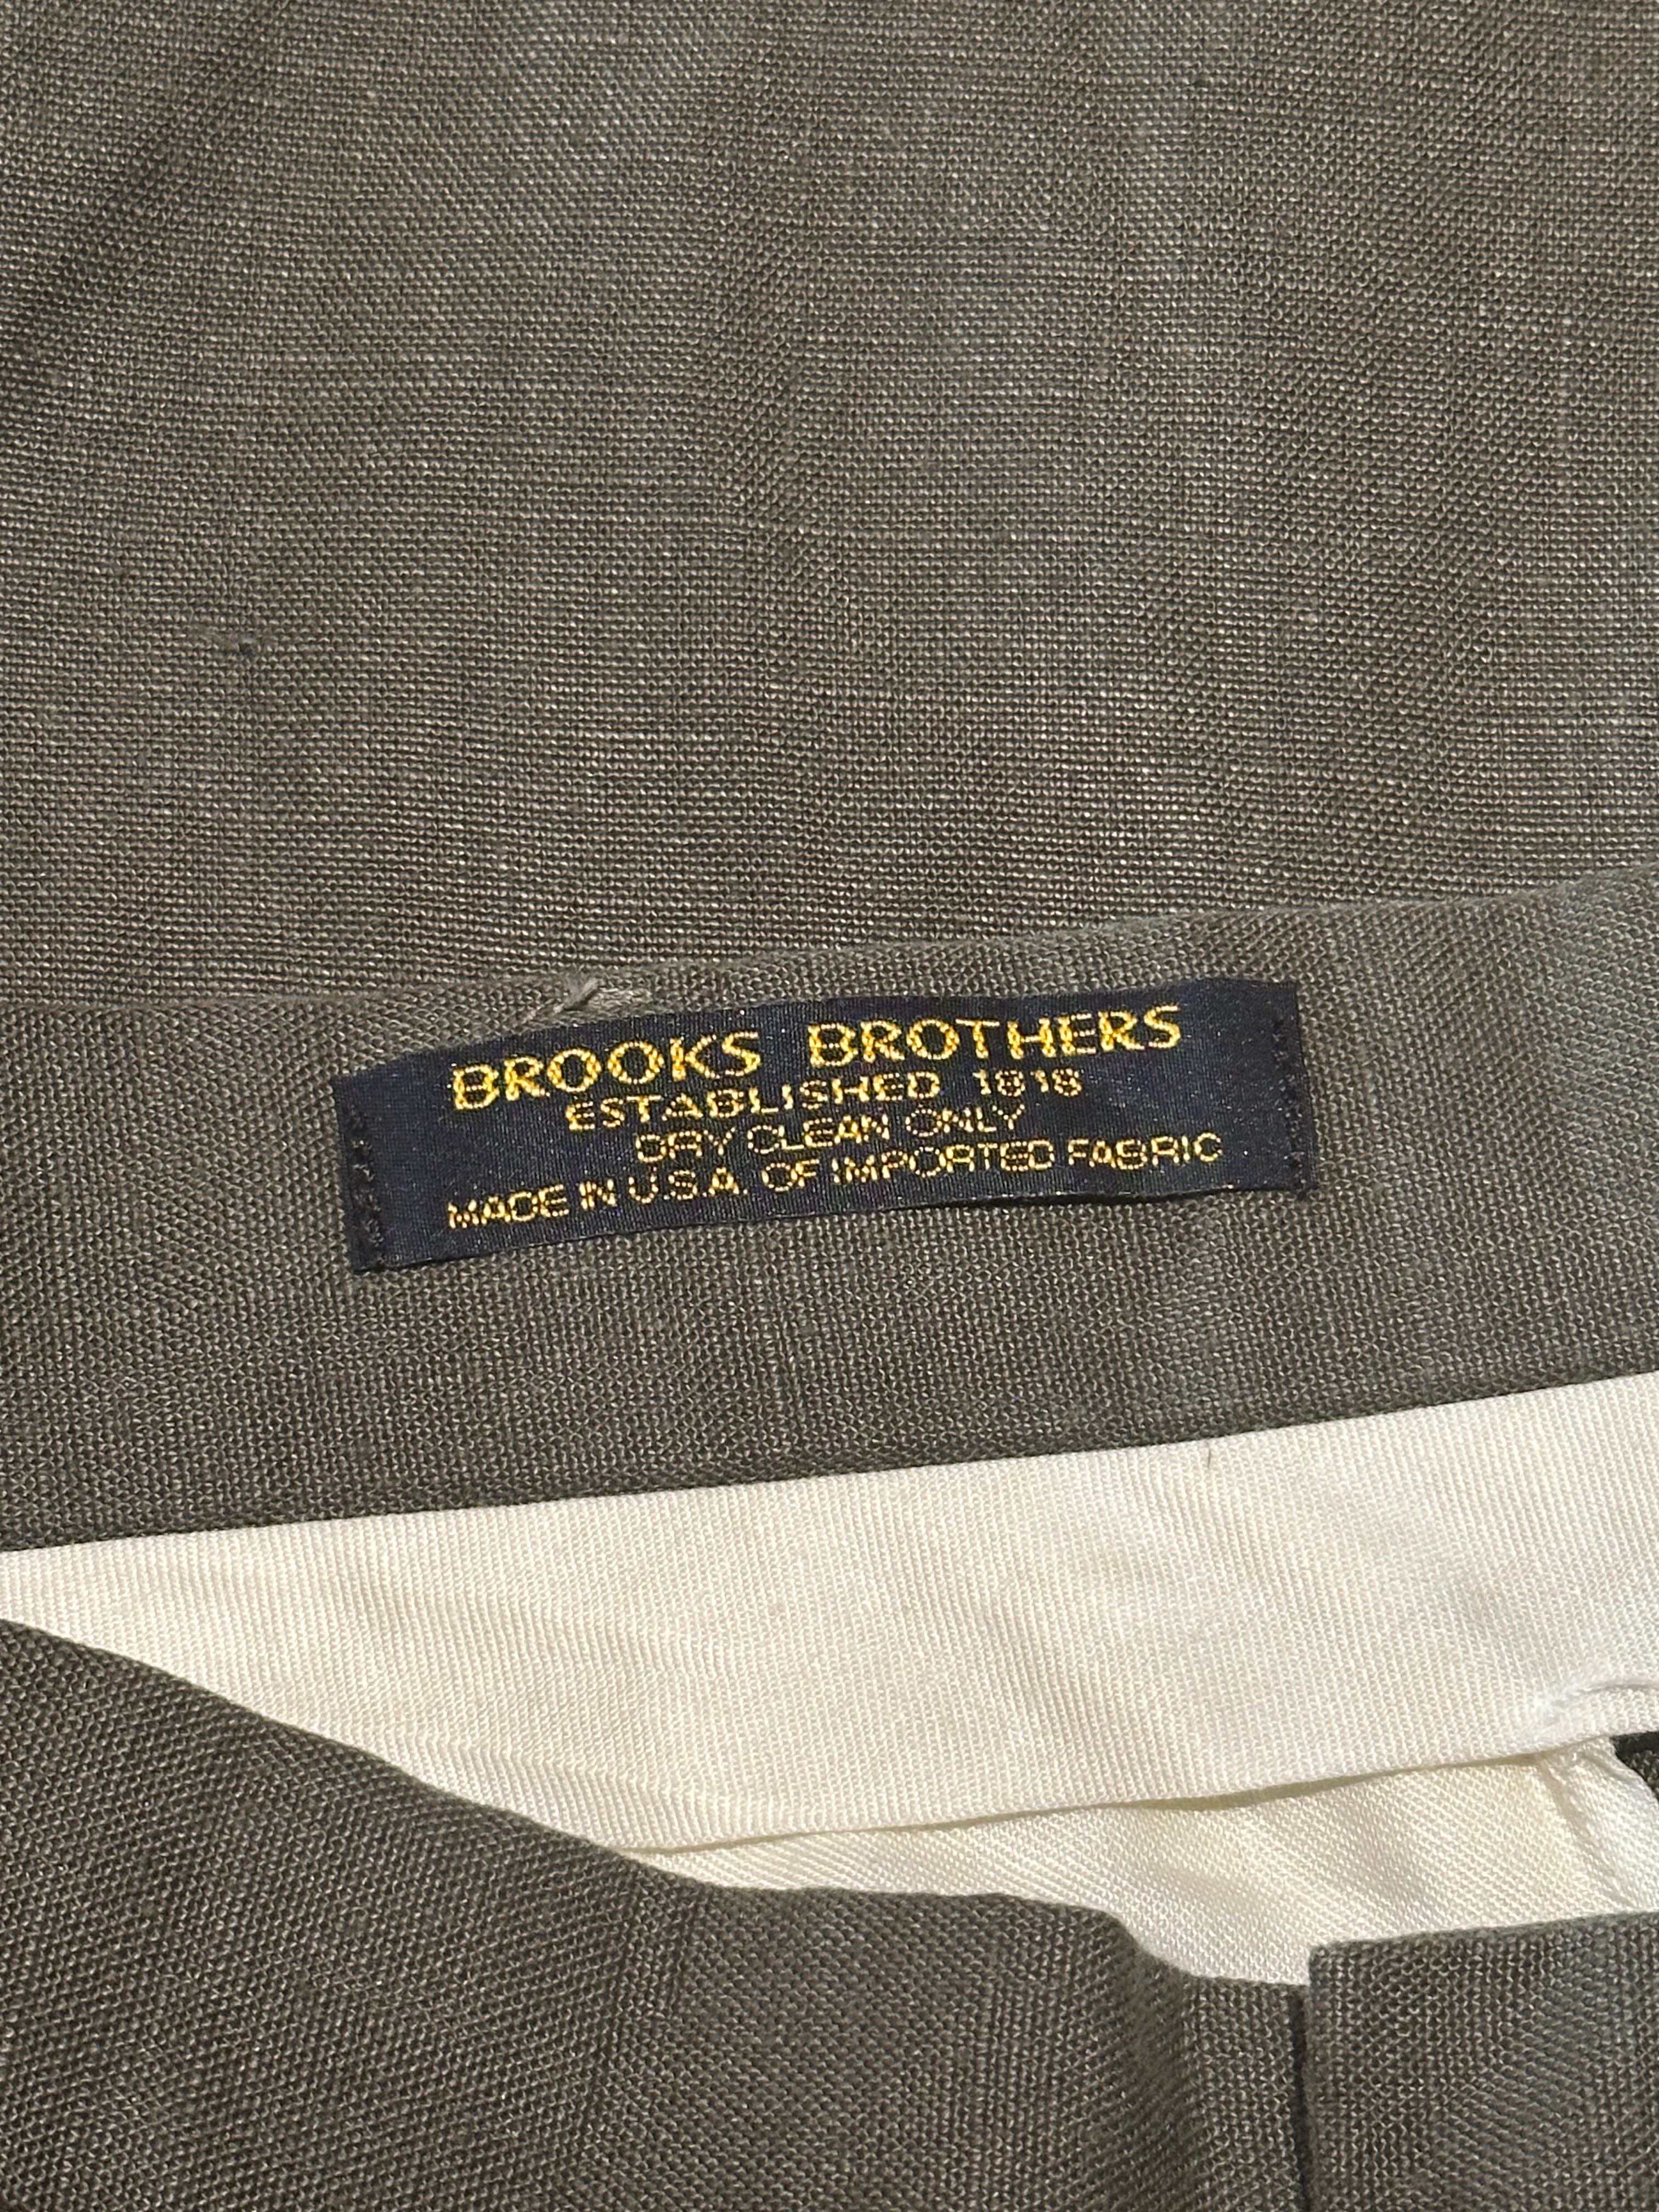 BROOKS BROTHERS
ESTABLISHED 1818
DRY CLEAN ONLY
MADE IN U.S.A. OF IMPORTED FABRIC